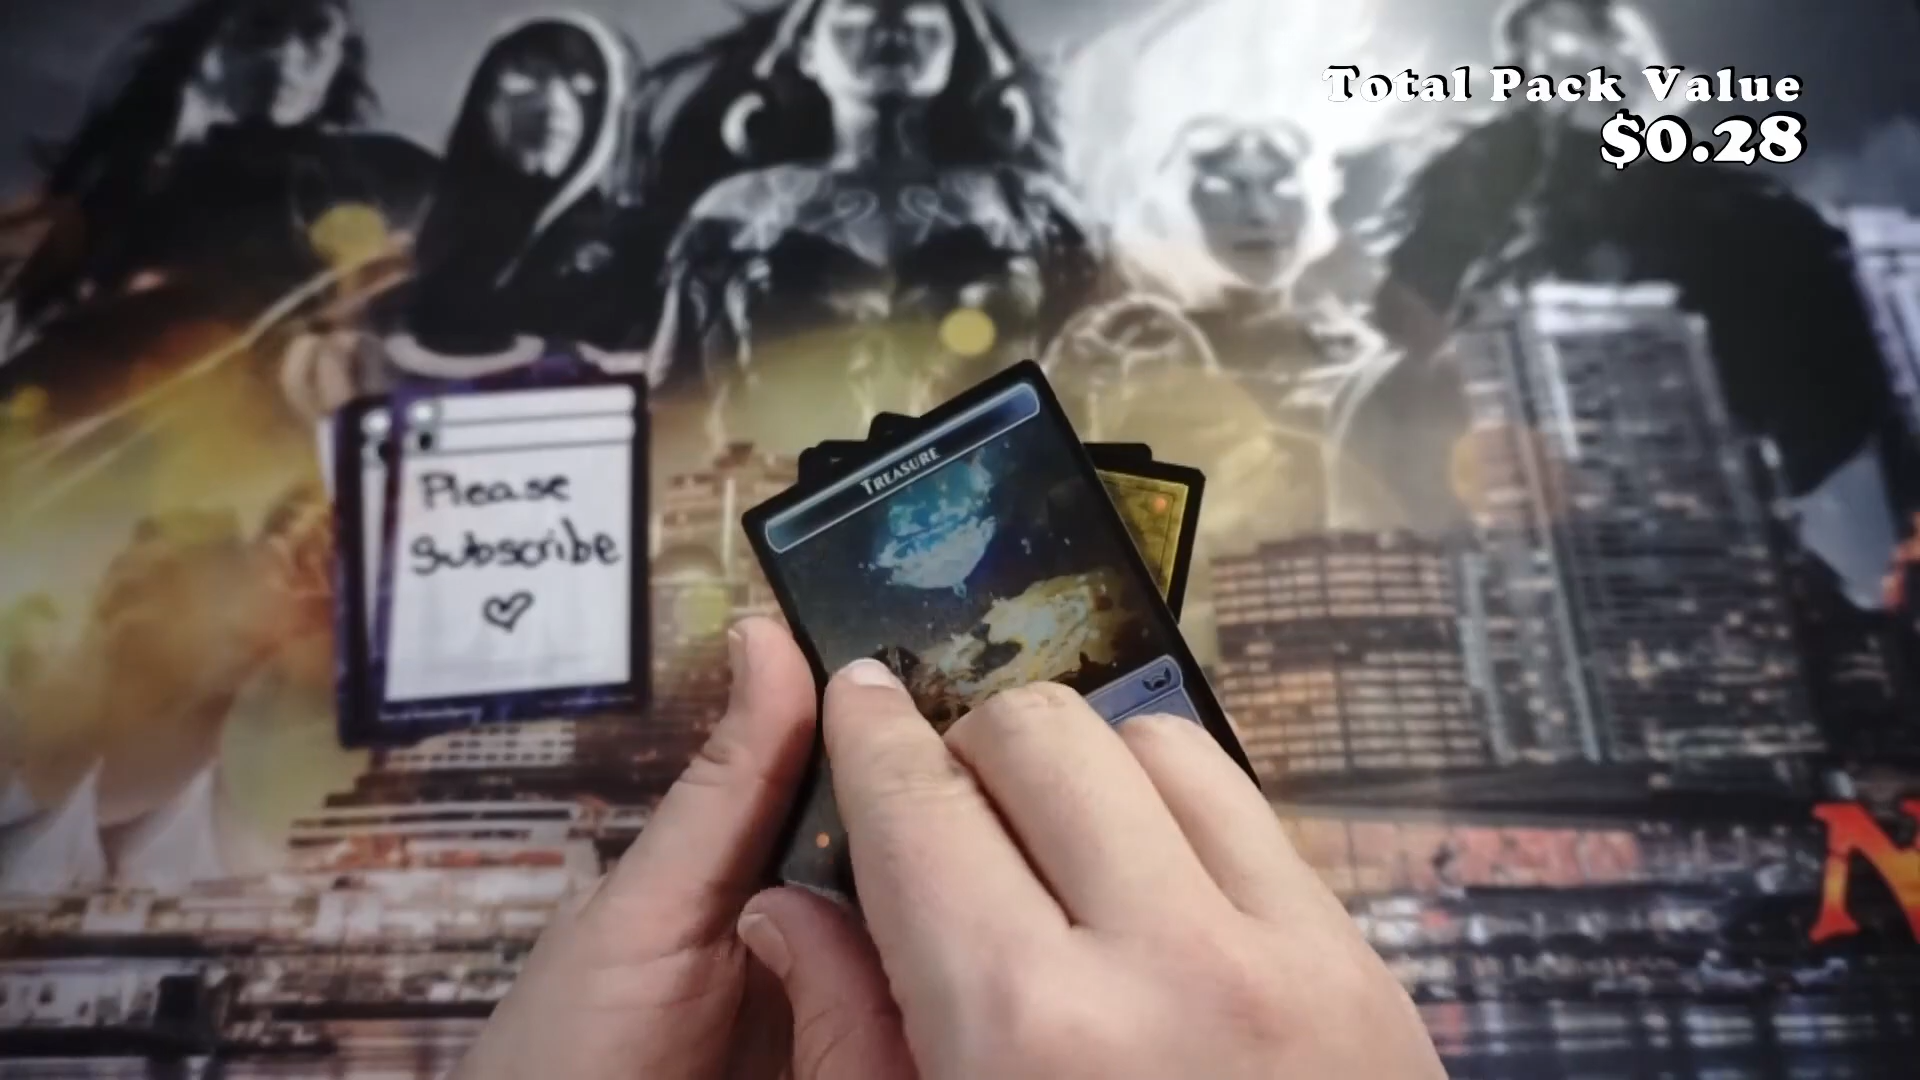 Total Pack Value
$0.28
TREASURE
Please
Subscribe
N